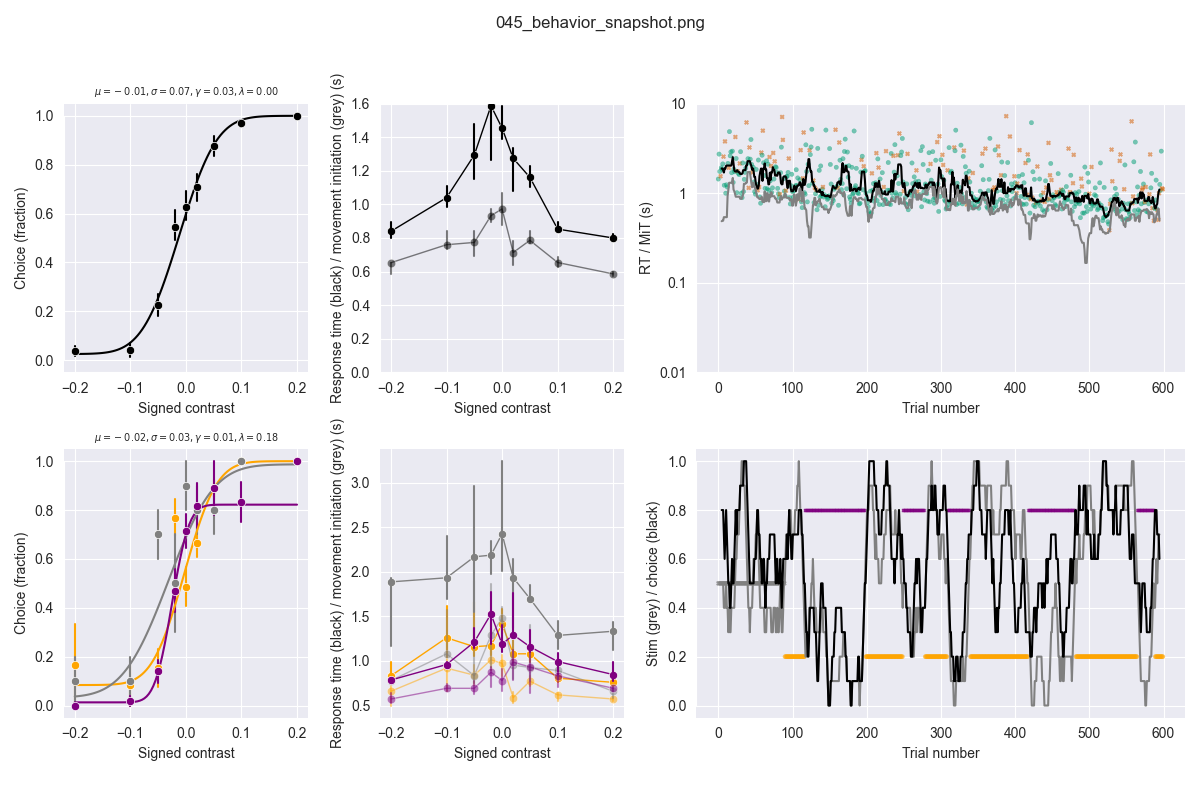 045_behavior_snapshot.png
μ = − 0.01, σ = 0.07, γ = 0.03, λ = 0.00
Choice (fraction)
1.0
0.8
0.6
0.4
0.2
0.0
−0.2 −0.1 0.0 0.1 0.2
Signed contrast
Response time (black) / movement initiation (grey) (s)
1.6
1.4
1.2
1.0
0.8
0.6
0.4
0.2
0.0
−0.2 −0.1 0.0 0.1 0.2
Signed contrast
RT / MiT (s)
10
1
0.1
0.01
0 100 200 300 400 500 600
Trial number
μ = − 0.02, σ = 0.03, γ = 0.01, λ = 0.18
Choice (fraction)
1.0
0.8
0.6
0.4
0.2
0.0
−0.2 −0.1 0.0 0.1 0.2
Signed contrast
Response time (black) / movement initiation (grey) (s)
3.0
2.5
2.0
1.5
1.0
0.5
−0.2 −0.1 0.0 0.1 0.2
Signed contrast
Stim (grey) / choice (black)
1.0
0.8
0.6
0.4
0.2
0.0
0 100 200 300 400 500 600
Trial number